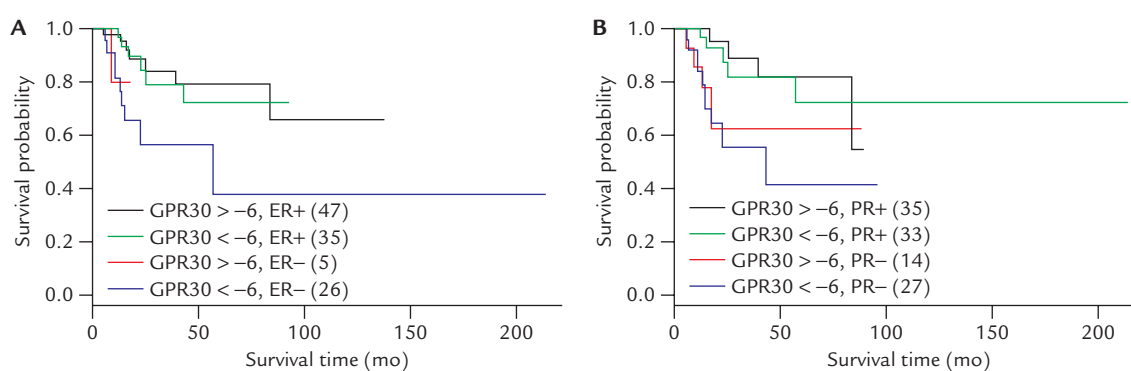 A
1.0
0.8
0.6
0.4
0.2
0.0
Survival probability
GPR30 > −6, ER+ (47)
GPR30 < −6, ER+ (35)
GPR30 > −6, ER− (5)
GPR30 < −6, ER− (26)
0 50 100 150 200
Survival time (mo)
B
1.0
0.8
0.6
0.4
0.2
0.0
Survival probability
GPR30 > −6, PR+ (35)
GPR30 < −6, PR+ (33)
GPR30 > −6, PR− (14)
GPR30 < −6, PR− (27)
0 50 100 150 200
Survival time (mo)